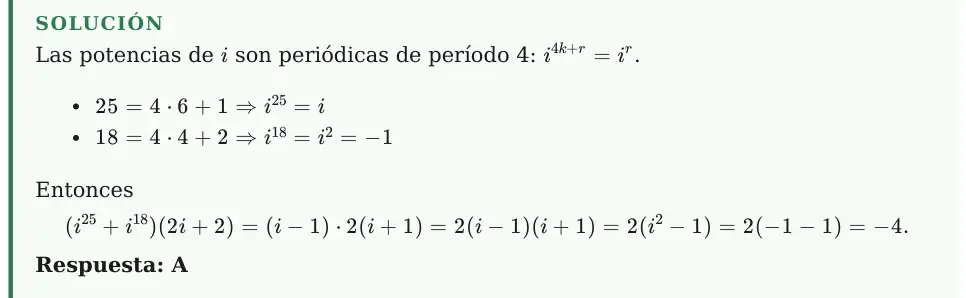 SOLUCIÓN
Las potencias de i son periódicas de período 4: i^{4k+r} = i^r.
• 25 = 4 · 6 + 1 ⇒ i^{25} = i
• 18 = 4 · 4 + 2 ⇒ i^{18} = i^2 = −1
Entonces
(i^{25} + i^{18})(2i + 2) = (i − 1) · 2(i + 1) = 2(i − 1)(i + 1) = 2(i^2 − 1) = 2(−1 − 1) = −4.
Respuesta: A